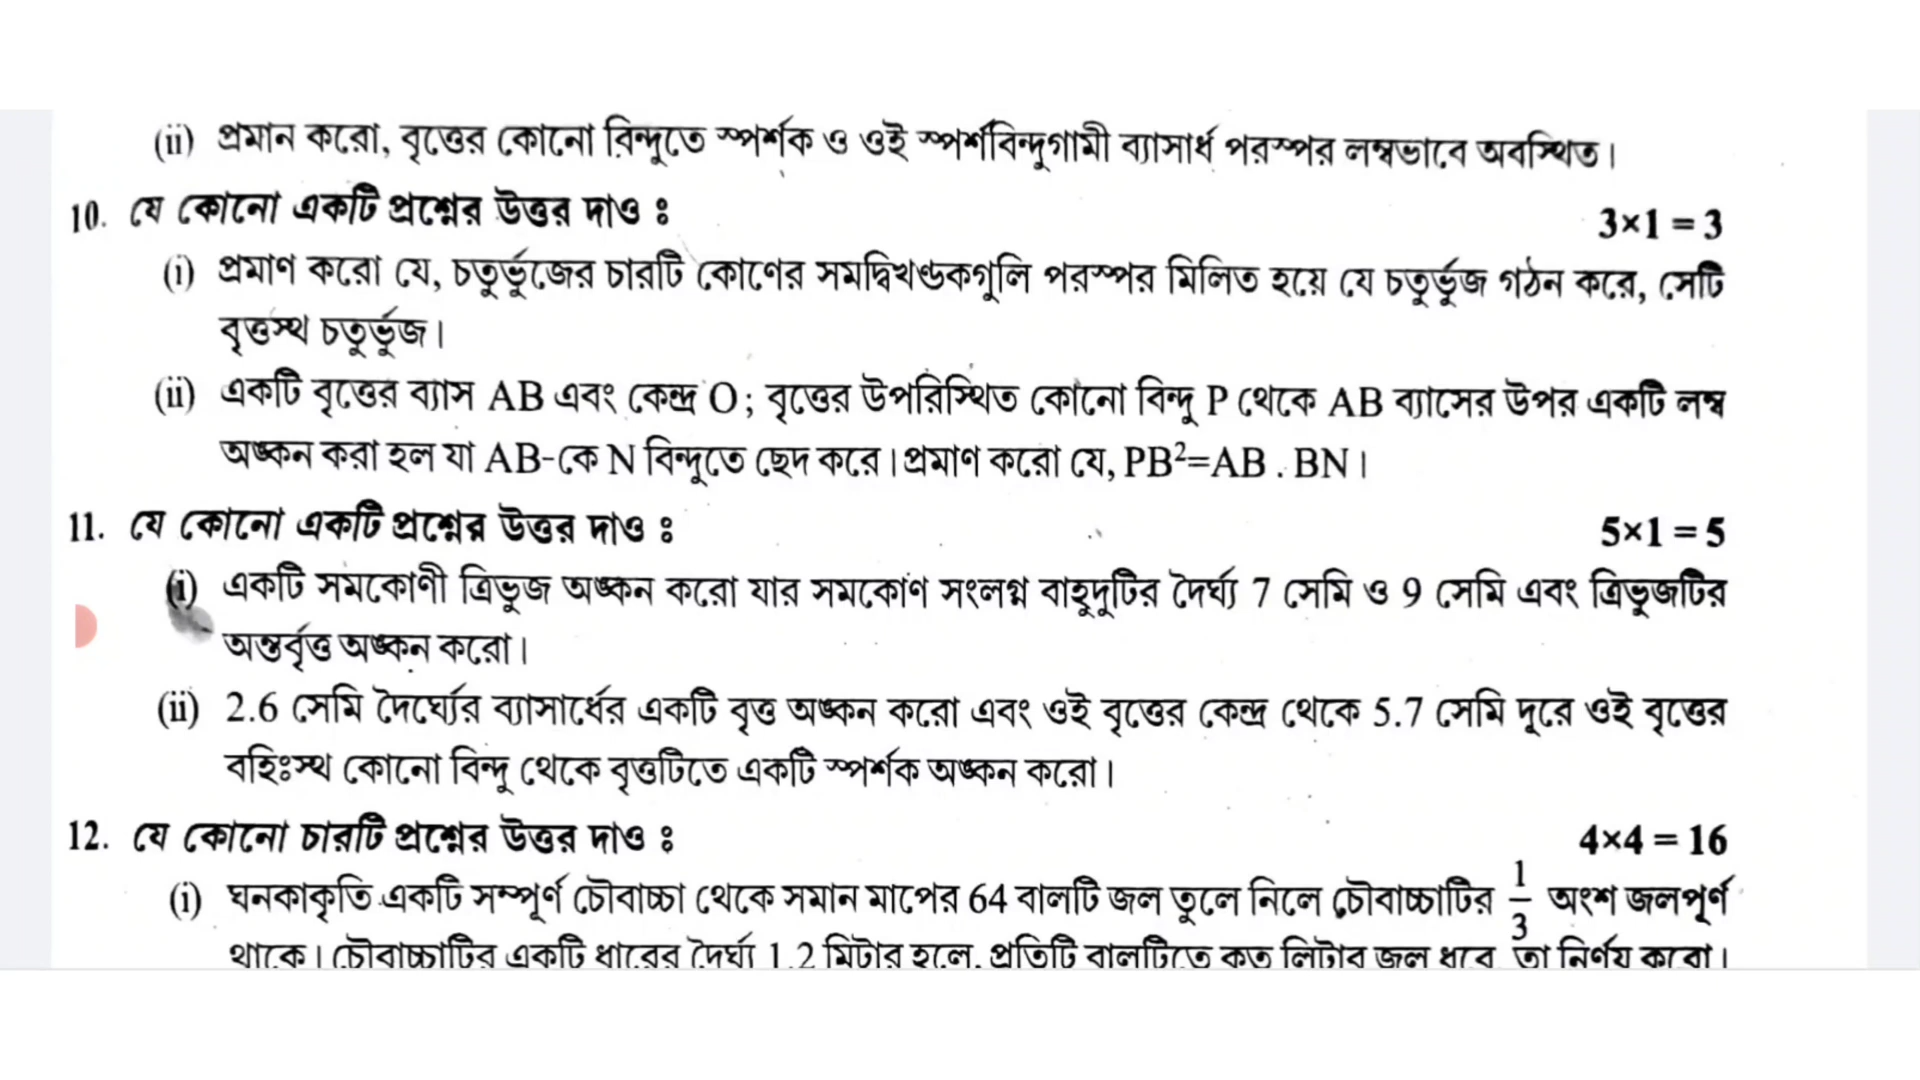 (ii) প্রমান করো, বৃত্তের কোনো বিন্দুতে স্পর্শক ও ওই স্পর্শবিন্দুগামী ব্যাসার্ধ পরস্পর লম্বভাবে অবস্থিত।
10. যে কোনো একটি প্রশ্নের উত্তর দাও ঃ 3×1 = 3
(i) প্রমাণ করো যে, চতুর্ভুজের চারটি কোণের সমদ্বিখণ্ডকগুলি পরস্পর মিলিত হয়ে যে চতুর্ভুজ গঠন করে, সেটি
বৃত্তস্থ চতুর্ভুজ।
(ii) একটি বৃত্তের ব্যাস AB এবং কেন্দ্র O; বৃত্তের উপরিস্থিত কোনো বিন্দু P থেকে AB ব্যাসের উপর একটি লম্ব
অঙ্কন করা হল যা AB-কে N বিন্দুতে ছেদ করে। প্রমাণ করো যে, PB²=AB . BN।
11. যে কোনো একটি প্রশ্নের উত্তর দাও ঃ 5×1 = 5
(i) একটি সমকোণী ত্রিভুজ অঙ্কন করো যার সমকোণ সংলগ্ন বাহুদুটির দৈর্ঘ্য 7 সেমি ও 9 সেমি এবং ত্রিভুজটির
অন্তর্বৃত্ত অঙ্কন করো।
(ii) 2.6 সেমি দৈর্ঘ্যের ব্যাসার্ধের একটি বৃত্ত অঙ্কন করো এবং ওই বৃত্তের কেন্দ্র থেকে 5.7 সেমি দূরে ওই বৃত্তের
বহিঃস্থ কোনো বিন্দু থেকে বৃত্তটিতে একটি স্পর্শক অঙ্কন করো।
12. যে কোনো চারটি প্রশ্নের উত্তর দাও ঃ 4×4 = 16
(i) ঘনকাকৃতি একটি সম্পূর্ণ চৌবাচ্চা থেকে সমান মাপের 64 বালটি জল তুলে নিলে চৌবাচ্চাটির 1/3 অংশ জলপূর্ণ
থাকে। চৌবাচ্চাটির একটি ধারের দৈর্ঘ্য 1.2 মিটার হলে, প্রতিটি বালটিতে কত লিটার জল ধরে তা নির্ণয় করো।